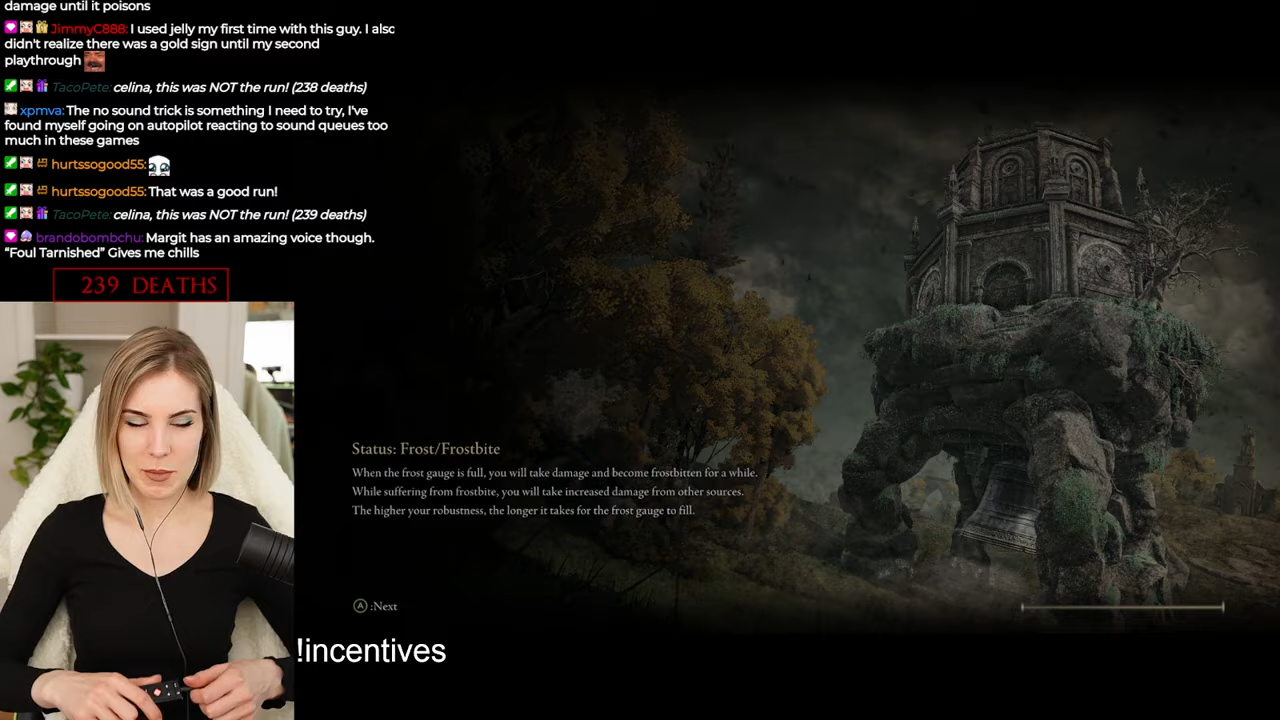 damage until it poisons
JimmyC888: I used jelly my first time with this guy. I also
didn't realize there was a gold sign until my second
playthrough
TacoPete: celina, this was NOT the run! (238 deaths)
xpmva: The no sound trick is something I need to try, I've
found myself going on autopilot reacting to sound queues too
much in these games
hurtssogood55:
hurtssogood55: That was a good run!
TacoPete: celina, this was NOT the run! (239 deaths)
brandobombchu: Margit has an amazing voice though.
“Foul Tarnished” Gives me chills
239 DEATHS
Status: Frost/Frostbite
When the frost gauge is full, you will take damage and become frostbitten for a while.
While suffering from frostbite, you will take increased damage from other sources.
The higher your robustness, the longer it takes for the frost gauge to fill.
A :Next
!incentives